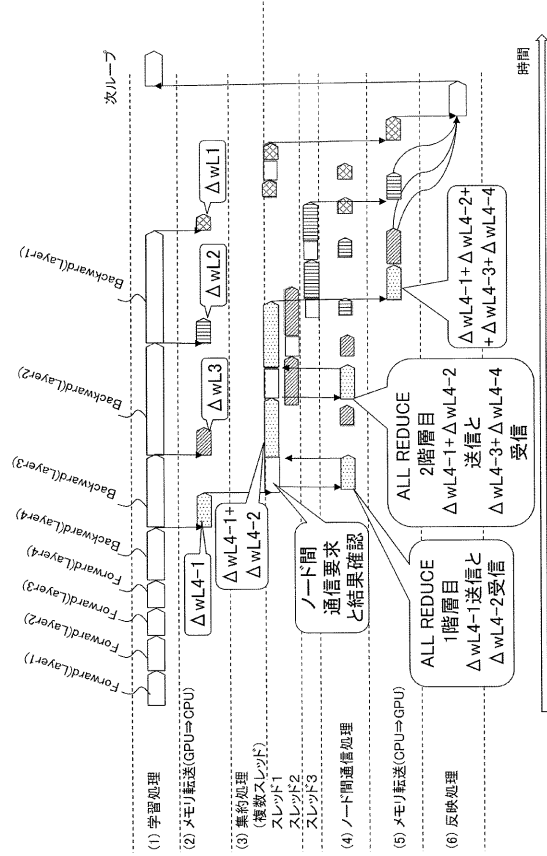 Forward(Layer1)
Forward(Layer2)
Forward(Layer3)
Forward(Layer4)
Backward(Layer4)
Backward(Layer3)
Backward(Layer2)
Backward(Layer1)
次ループ
(1) 学習処理
(2) メモリ転送(GPU⇒CPU)
ΔwL4-1
ΔwL3
ΔwL2
ΔwL1
(3) 集約処理
(複数スレッド)
スレッド1
スレッド2
スレッド3
ΔwL4-1+
ΔwL4-2
ノード間
通信要求
と結果確認
(4) ノード間通信処理
ALL REDUCE
1階層目
ΔwL4-1送信と
ΔwL4-2受信
ALL REDUCE
2階層目
ΔwL4-1+ΔwL4-2
送信と
ΔwL4-3+ΔwL4-4
受信
(5) メモリ転送(CPU⇒GPU)
ΔwL4-1+ΔwL4-2+
+ΔwL4-3+ΔwL4-4
(6) 反映処理
時間